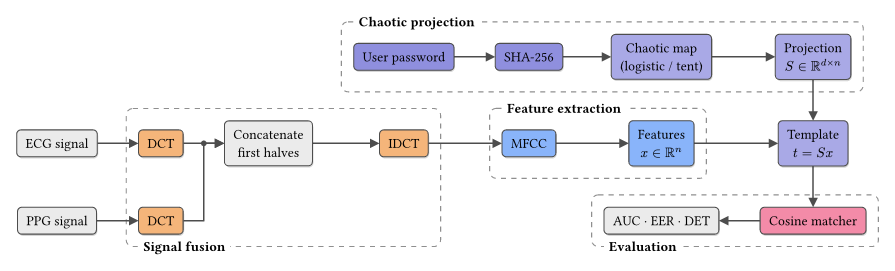 Chaotic projection
User password
SHA-256
Chaotic map
(logistic / tent)
Projection
S ∈ ℝ^{d×n}
Feature extraction
ECG signal
DCT
Concatenate
first halves
IDCT
MFCC
Features
x ∈ ℝ^n
Template
t = Sx
PPG signal
DCT
AUC · EER · DET
Cosine matcher
Signal fusion
Evaluation